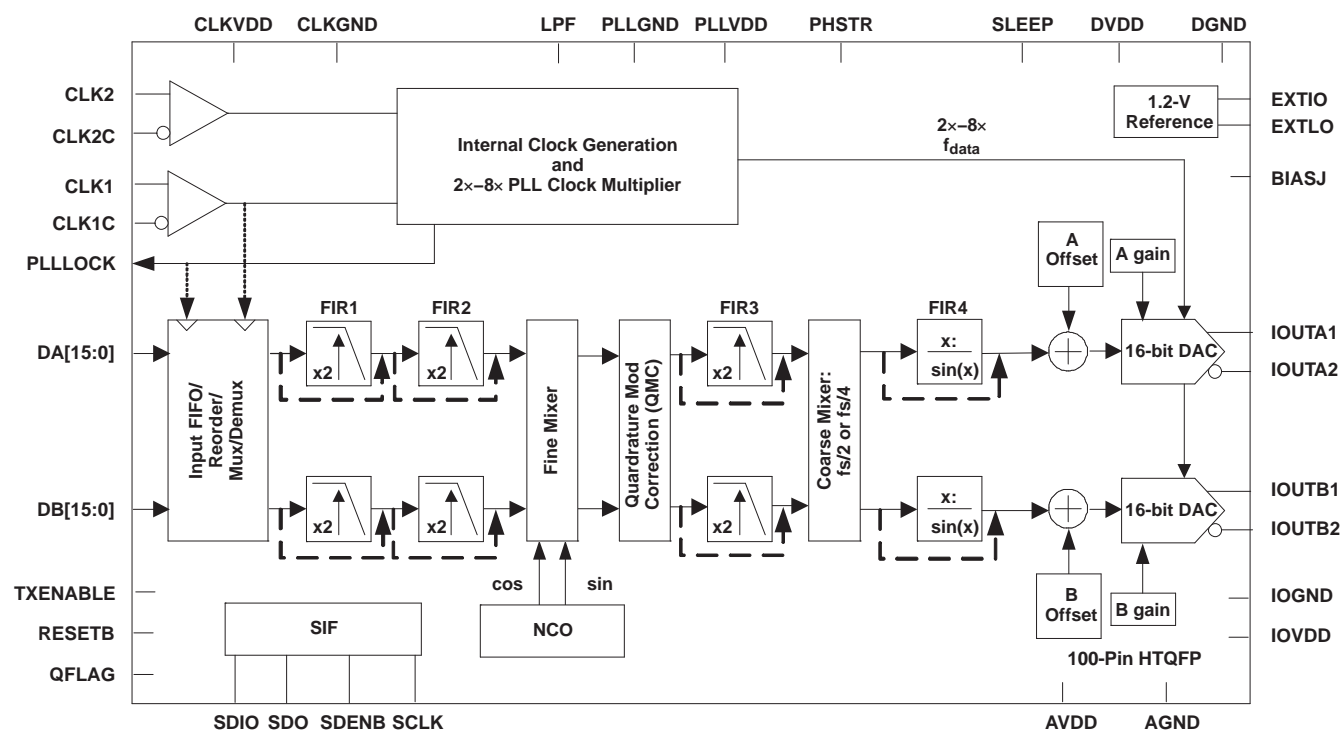 CLKVDD CLKGND LPF PLLGND PLLVDD PHSTR SLEEP DVDD DGND
CLK2
CLK2C
CLK1
CLK1C
PLLLOCK
Internal Clock Generation
and
2×−8× PLL Clock Multiplier
2×−8×
fdata
1.2-V
Reference
EXTIO
EXTLO
BIASJ
A
Offset
A gain
FIR1
FIR2
FIR3
FIR4
DA[15:0]
Input FIFO/
Reorder/
Mux/Demux
x2
x2
Fine Mixer
Quardrature Mod
Correction (QMC)
x2
Coarse Mixer:
fs/2 or fs/4
x:
sin(x)
16-bit DAC
IOUTA1
IOUTA2
DB[15:0]
x2
x2
x2
x:
sin(x)
16-bit DAC
IOUTB1
IOUTB2
cos
sin
NCO
B
Offset
B gain
TXENABLE
RESETB
QFLAG
SIF
IOGND
IOVDD
100-Pin HTQFP
SDIO SDO SDENB SCLK
AVDD AGND